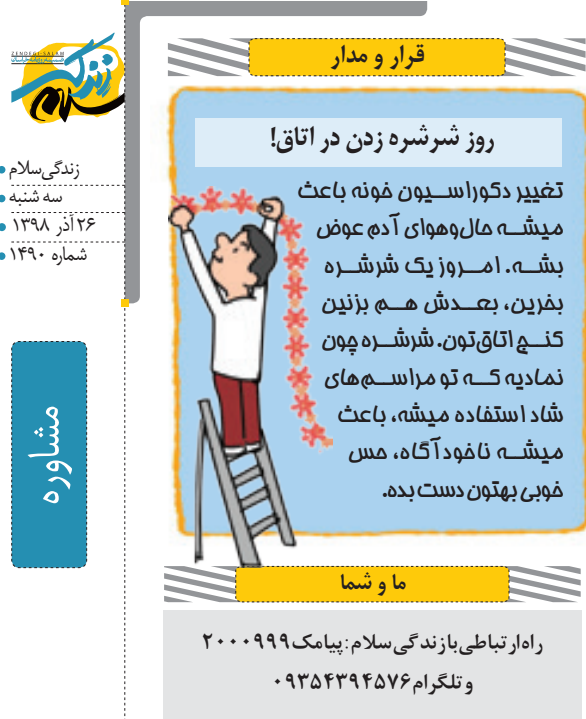 قرار و مدار
روز شرشره زدن در اتاق!
تغییر دکوراسیون خونه باعث
میشه حال‌وهوای آدم عوض
بشه. امروز یک شرشره
بخرین، بعدش هم بزنین
کنج اتاق‌تون. شرشره چون
نمادیه که تو مراسم‌های
شاد استفاده میشه، باعث
میشه ناخودآگاه، حس
خوبی بهتون دست بده.
ما و شما
راه ارتباطی با زندگی‌سلام: پیامک ۲۰۰۰۹۹۹
و تلگرام ۰۹۳۵۴۳۹۴۵۷۶
ZENDEGI SALAM
زندگی سلام
زندگی‌سلام
سه شنبه
۲۶ آذر ۱۳۹۸
شماره ۱۴۹۰
مشاوره